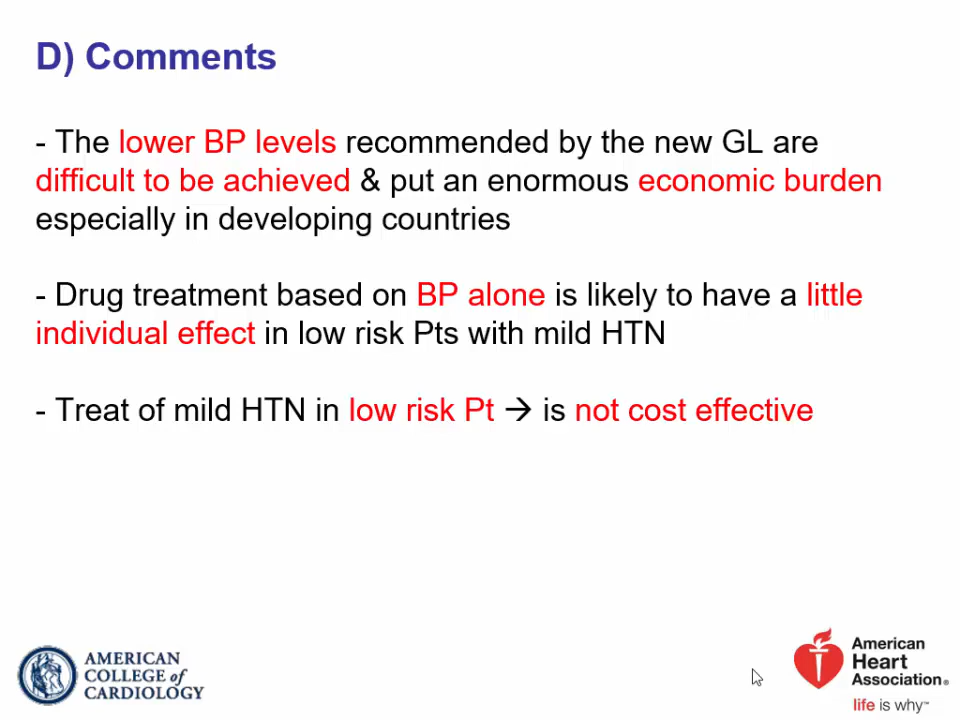 D) Comments
- The lower BP levels recommended by the new GL are
difficult to be achieved & put an enormous economic burden
especially in developing countries
- Drug treatment based on BP alone is likely to have a little
individual effect in low risk Pts with mild HTN
- Treat of mild HTN in low risk Pt → is not cost effective
AMERICAN
COLLEGE of
CARDIOLOGY
American
Heart
Association®
life is why™